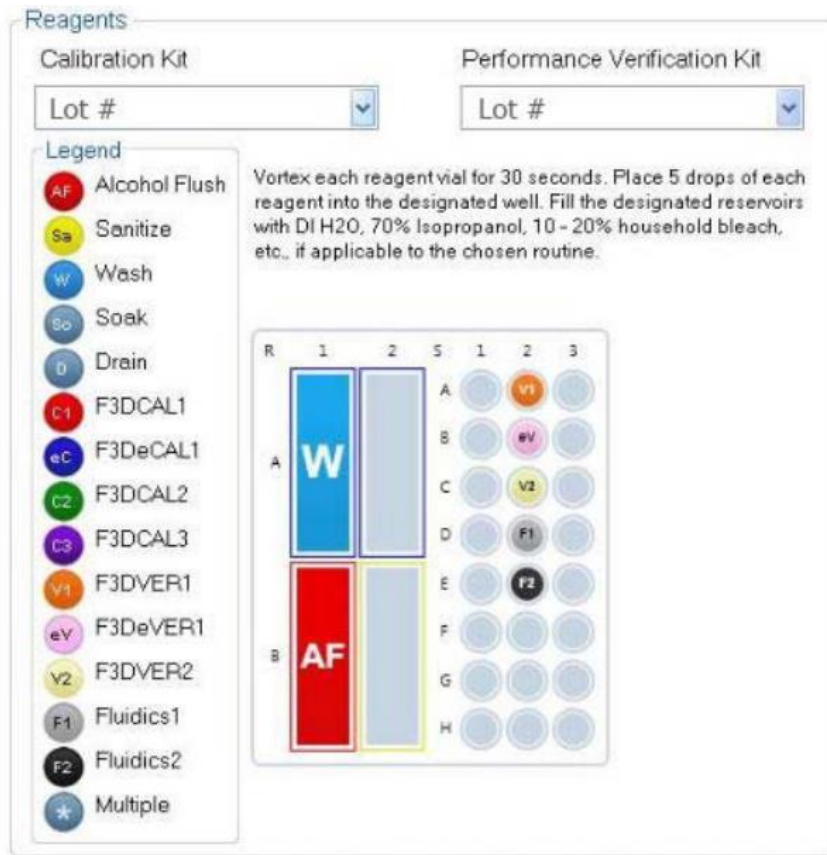 Reagents
Calibration Kit
Performance Verification Kit
Lot #
Lot #
Legend
AF Alcohol Flush
Sa Sanitize
W Wash
So Soak
D Drain
C1 F3DCAL1
eC F3DeCAL1
C2 F3DCAL2
C3 F3DCAL3
V1 F3DVER1
eV F3DeVER1
V2 F3DVER2
F1 Fluidics1
F2 Fluidics2
* Multiple
Vortex each reagent vial for 30 seconds. Place 5 drops of each
reagent into the designated well. Fill the designated reservoirs
with DI H2O, 70% Isopropanol, 10 - 20% household bleach,
etc., if applicable to the chosen routine.
R 1 2 S 1 2 3
A V1
B eV
A W
C V2
D F1
E F2
F
B AF
G
H